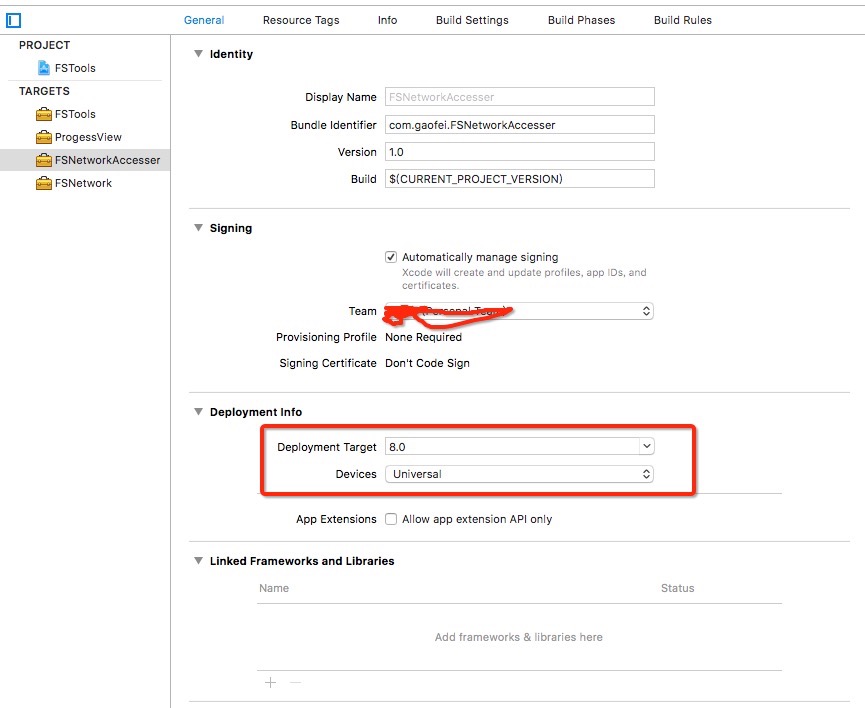 General Resource Tags Info Build Settings Build Phases Build Rules
PROJECT
FSTools
TARGETS
FSTools
ProgessView
FSNetworkAccesser
FSNetwork
Identity
Display Name FSNetworkAccesser
Bundle Identifier com.gaofei.FSNetworkAccesser
Version 1.0
Build $(CURRENT_PROJECT_VERSION)
Signing
Automatically manage signing
Xcode will create and update profiles, app IDs, and
certificates.
Team (Personal Team)
Provisioning Profile None Required
Signing Certificate Don't Code Sign
Deployment Info
Deployment Target 8.0
Devices Universal
App Extensions Allow app extension API only
Linked Frameworks and Libraries
Name Status
Add frameworks & libraries here